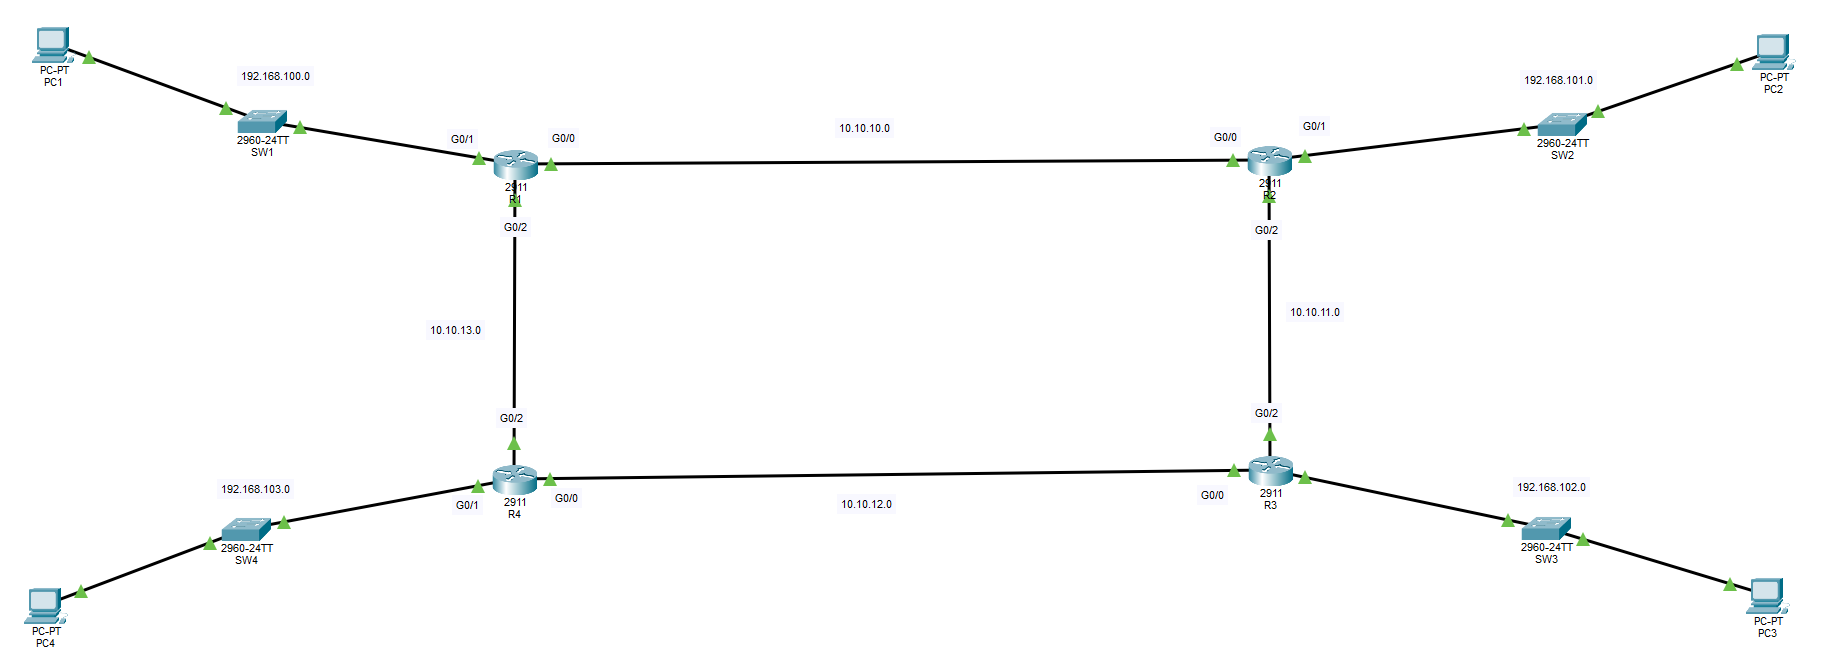 PC-PT
PC1
192.168.100.0
2960-24TT
SW1
G0/1
G0/0
2911
R1
G0/2
10.10.10.0
G0/0
G0/1
2911
R2
G0/2
192.168.101.0
2960-24TT
SW2
PC-PT
PC2
10.10.13.0
10.10.11.0
G0/2
2911
R4
G0/1
G0/0
192.168.103.0
2960-24TT
SW4
PC-PT
PC4
10.10.12.0
G0/2
G0/0
2911
R3
192.168.102.0
2960-24TT
SW3
PC-PT
PC3